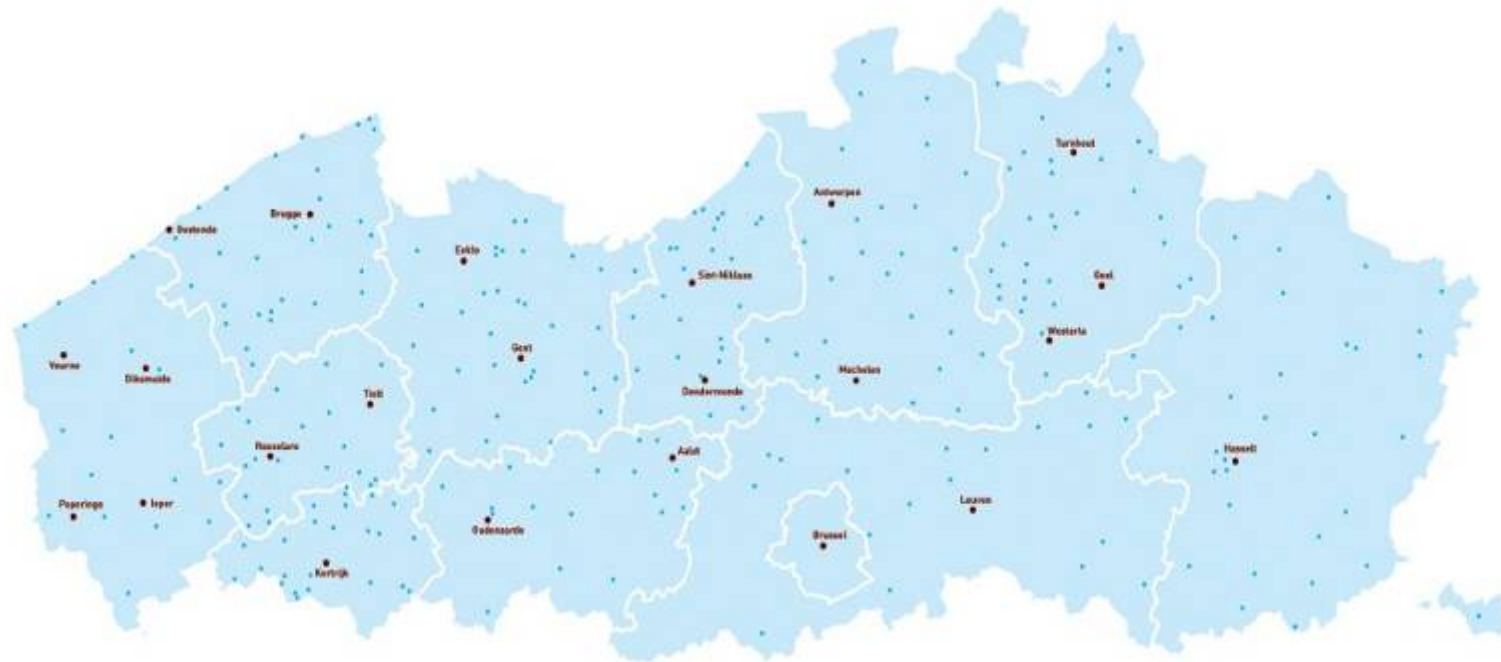 Turnhout
Antwerpen
Brugge
Oostende
Eeklo
Sint-Niklaas
Geel
Westerlo
Gent
Veurne
Diksmuide
Dendermonde
Mechelen
Tielt
Roeselare
Aalst
Hasselt
Poperinge
Ieper
Oudenaarde
Leuven
Brussel
Kortrijk